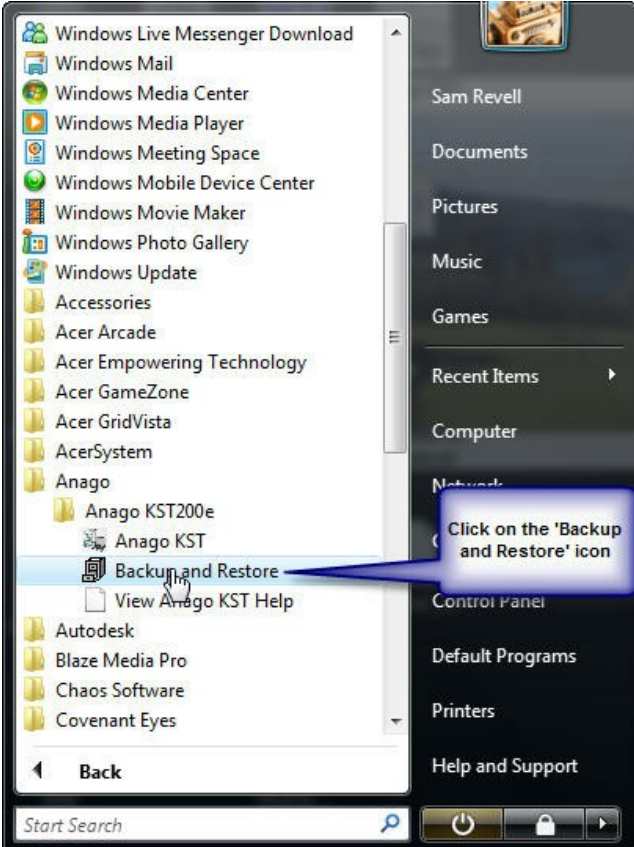 Windows Live Messenger Download
Windows Mail
Windows Media Center
Windows Media Player
Windows Meeting Space
Windows Mobile Device Center
Windows Movie Maker
Windows Photo Gallery
Windows Update
Accessories
Acer Arcade
Acer Empowering Technology
Acer GameZone
Acer GridVista
AcerSystem
Anago
Anago KST200e
Anago KST
Backup and Restore
View Anago KST Help
Autodesk
Blaze Media Pro
Chaos Software
Covenant Eyes
Back
Start Search
Sam Revell
Documents
Pictures
Music
Games
Recent Items
Computer
Network
Click on the 'Backup
and Restore' icon
Control Panel
Default Programs
Printers
Help and Support